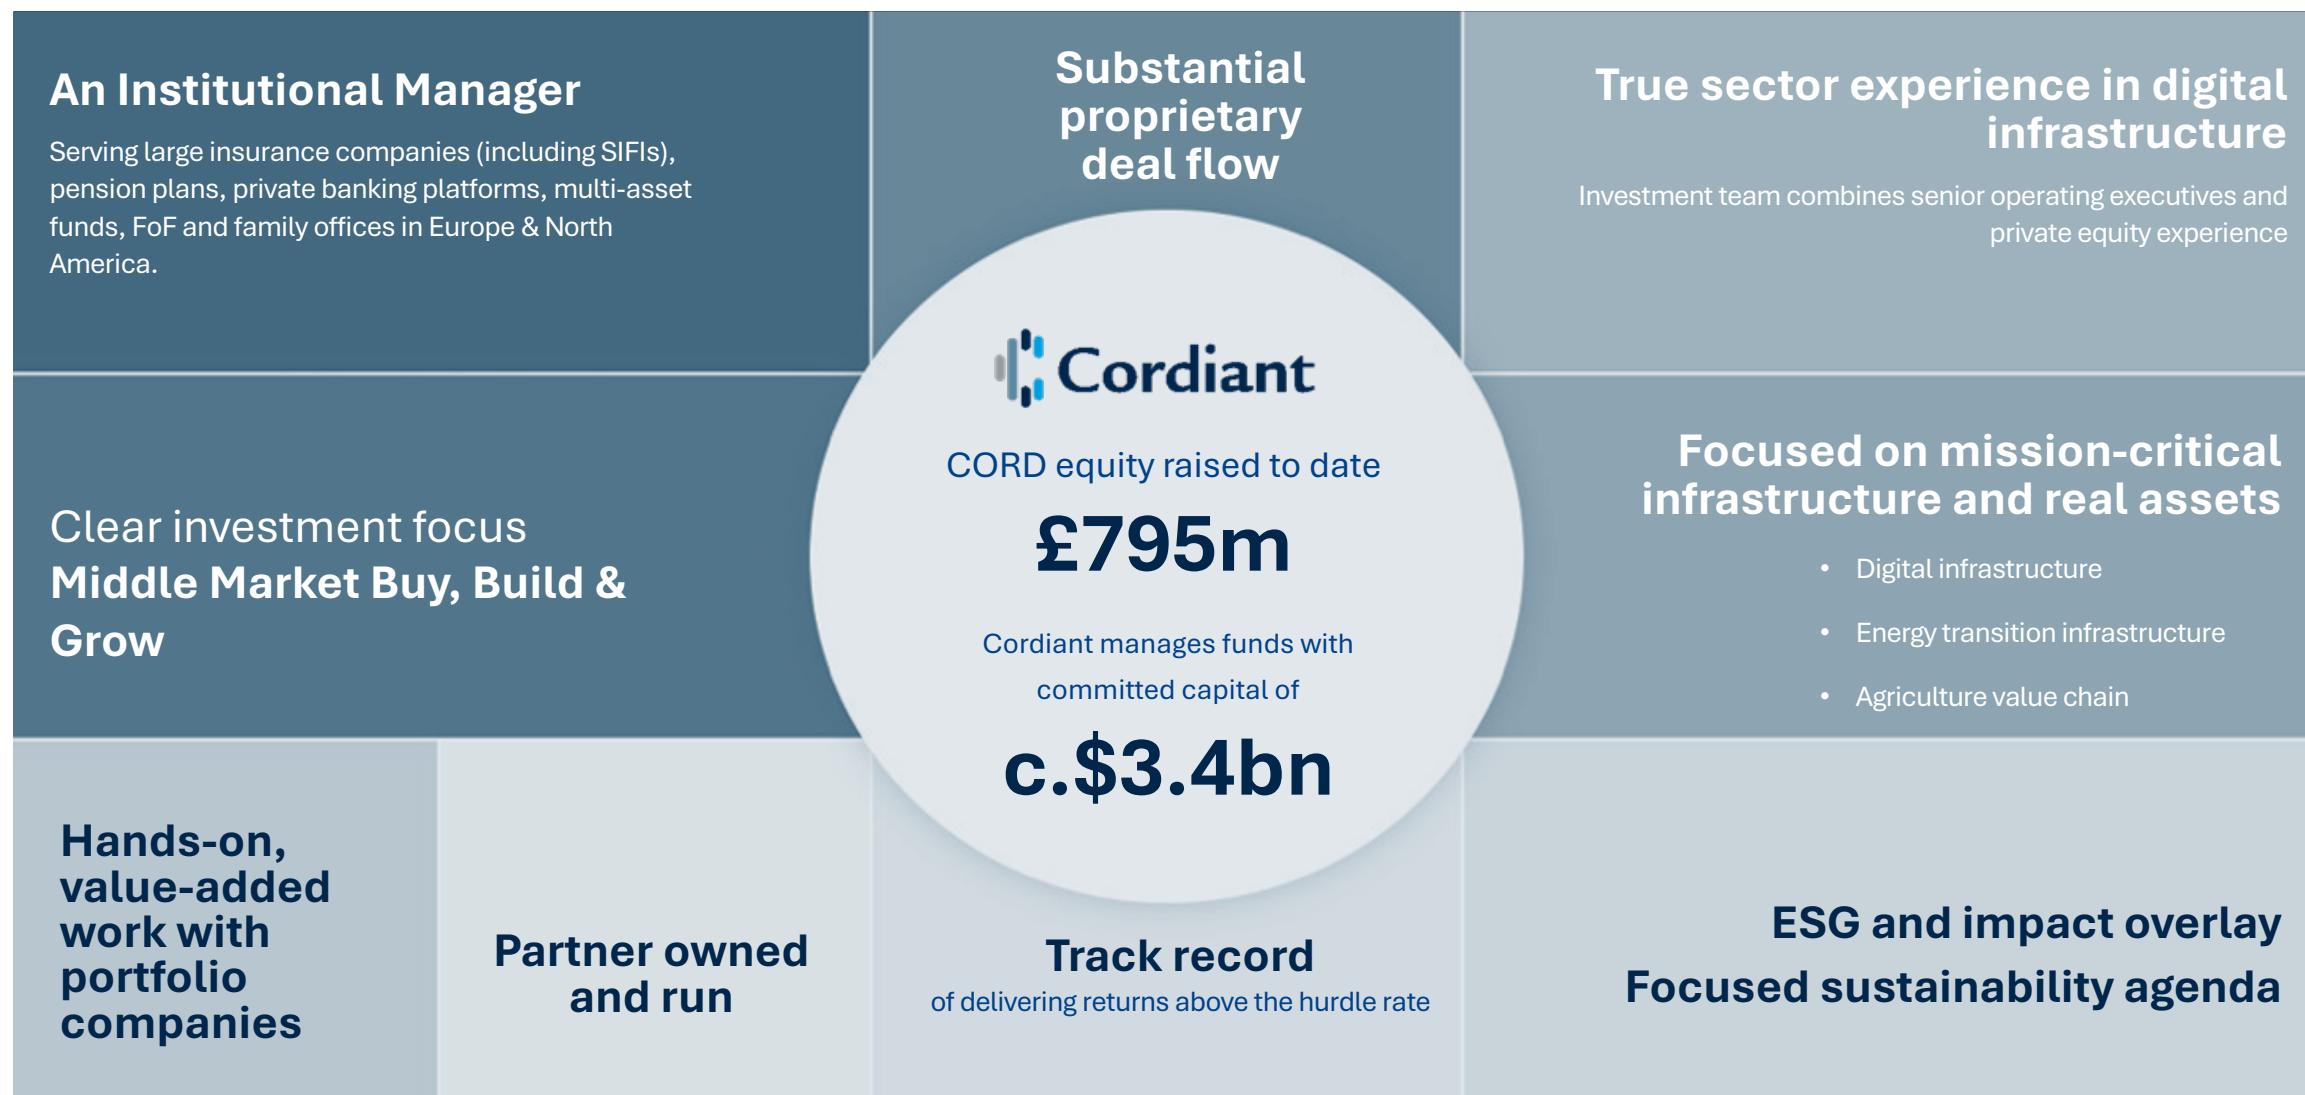 An Institutional Manager
Serving large insurance companies (including SIFIs),
pension plans, private banking platforms, multi-asset
funds, FoF and family offices in Europe & North
America.
Substantial
proprietary
deal flow
True sector experience in digital
infrastructure
Investment team combines senior operating executives and
private equity experience
Clear investment focus
Middle Market Buy, Build &
Grow
Cordiant
CORD equity raised to date
£795m
Cordiant manages funds with
committed capital of
c.$3.4bn
Focused on mission-critical
infrastructure and real assets
• Digital infrastructure
• Energy transition infrastructure
• Agriculture value chain
Hands-on,
value-added
work with
portfolio
companies
Partner owned
and run
Track record
of delivering returns above the hurdle rate
ESG and impact overlay
Focused sustainability agenda